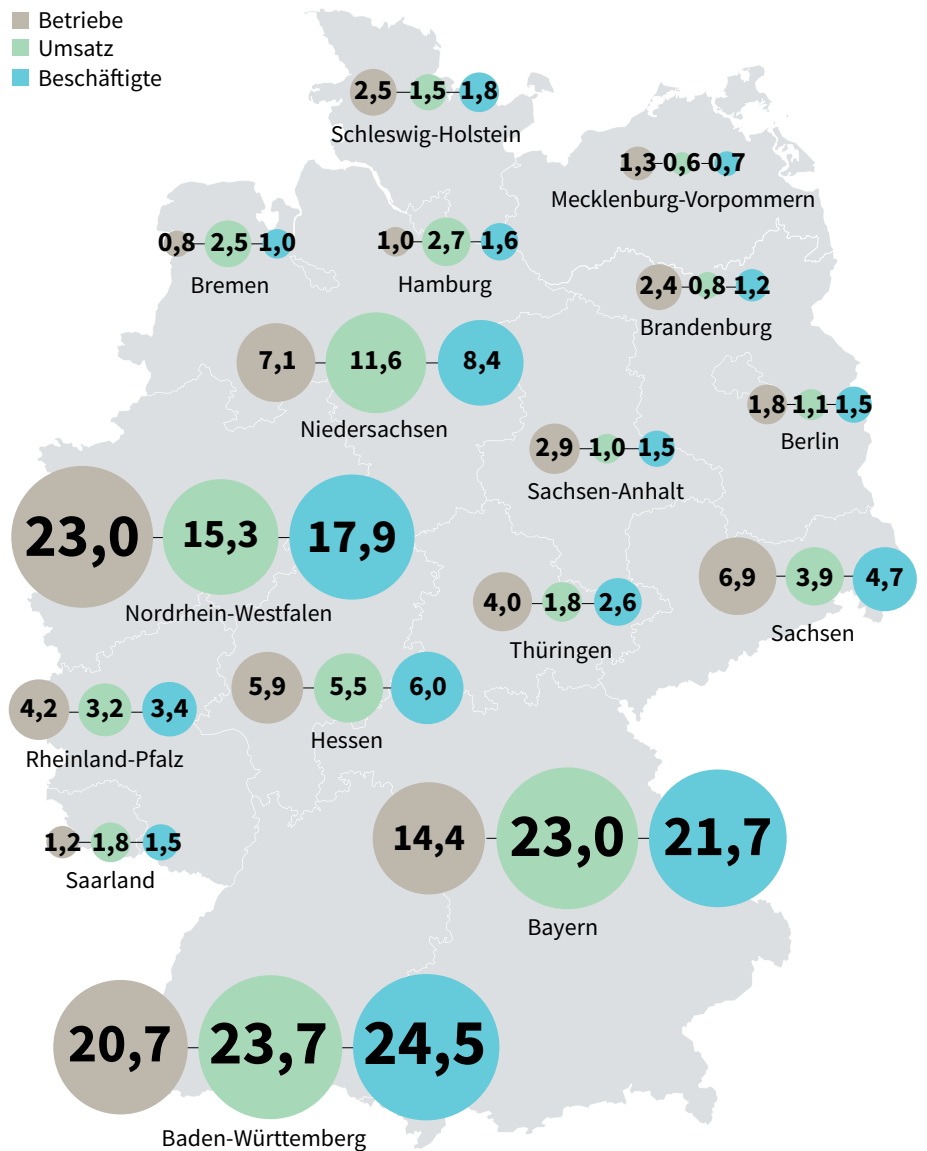 Betriebe
Umsatz
Beschäftigte
2,5 1,5 1,8
Schleswig-Holstein
1,3 0,6 0,7
Mecklenburg-Vorpommern
0,8 2,5 1,0
Bremen
1,0 2,7 1,6
Hamburg
2,4 0,8 1,2
Brandenburg
7,1 11,6 8,4
Niedersachsen
1,8 1,1 1,5
Berlin
2,9 1,0 1,5
Sachsen-Anhalt
23,0 15,3 17,9
Nordrhein-Westfalen
6,9 3,9 4,7
Sachsen
4,0 1,8 2,6
Thüringen
5,9 5,5 6,0
Hessen
4,2 3,2 3,4
Rheinland-Pfalz
14,4 23,0 21,7
Bayern
1,2 1,8 1,5
Saarland
20,7 23,7 24,5
Baden-Württemberg